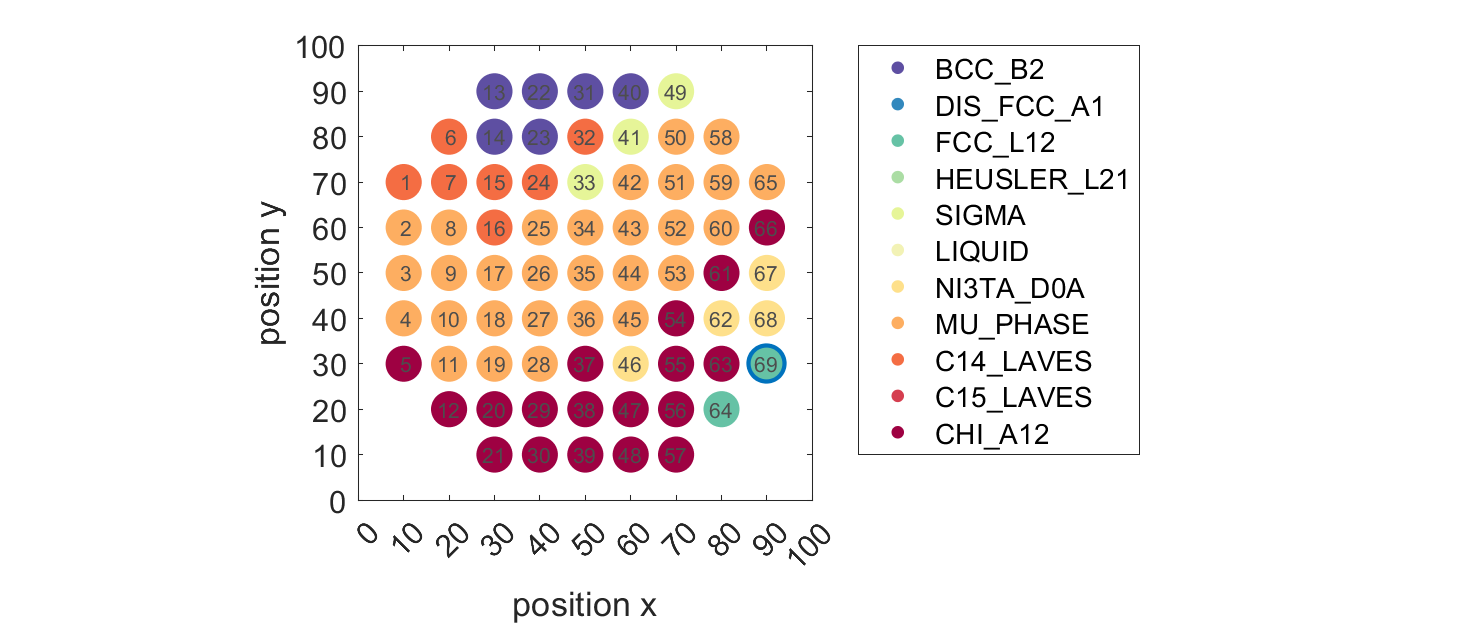 100
90
80
70
60
50
40
30
20
10
0
position y
13 22 31 40 49
6 14 23 32 41 50 58
1 7 15 24 33 42 51 59 65
2 8 16 25 34 43 52 60 66
3 9 17 26 35 44 53 61 67
4 10 18 27 36 45 54 62 68
5 11 19 28 37 46 55 63 69
12 20 29 38 47 56 64
21 30 39 48 57
0 10 20 30 40 50 60 70 80 90 100
position x
BCC_B2
DIS_FCC_A1
FCC_L12
HEUSLER_L21
SIGMA
LIQUID
NI3TA_D0A
MU_PHASE
C14_LAVES
C15_LAVES
CHI_A12